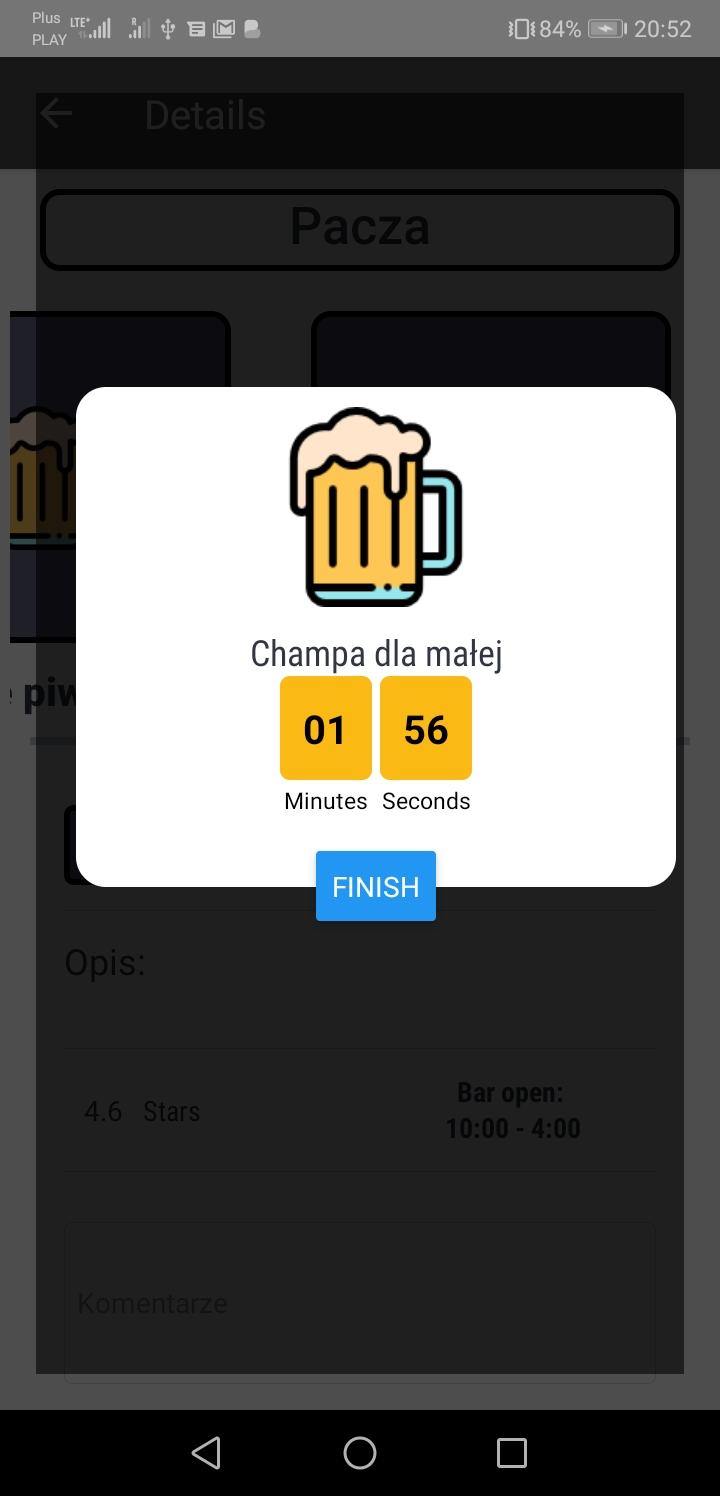 Plus LTE+ R 84% 20:52
PLAY
Details
Pacza
Champa dla małej
piw
01 56
Minutes Seconds
FINISH
Opis:
4.6 Stars
Bar open:
10:00 - 4:00
Komentarze